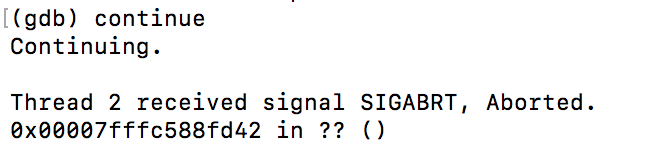 [(gdb) continue
Continuing.
Thread 2 received signal SIGABRT, Aborted.
0x00007fffc588fd42 in ?? ()